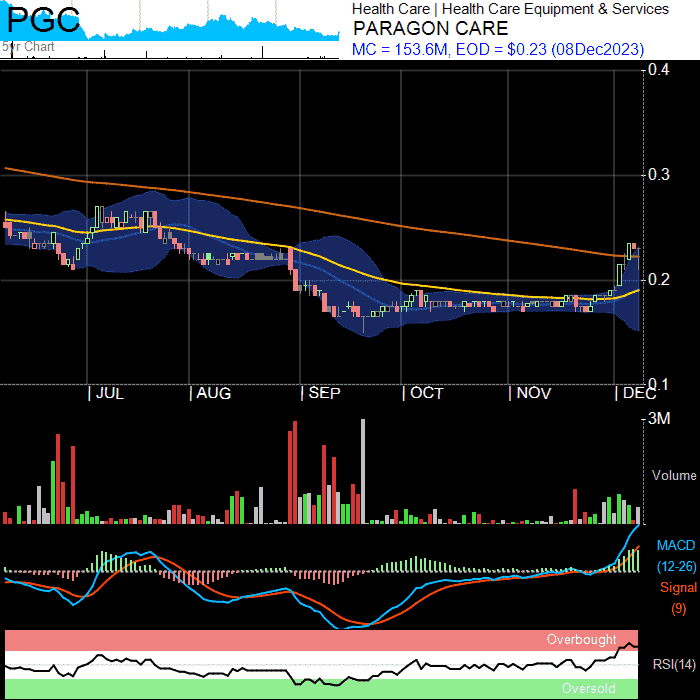 PGC
5yr Chart
Health Care | Health Care Equipment & Services
PARAGON CARE
MC = 153.6M, EOD = $0.23 (08Dec2023)
0.4
0.3
0.2
0.1
| JUL | AUG | SEP | OCT | NOV | DEC
3M
Volume
MACD
(12-26)
Signal
(9)
Overbought
RSI(14)
Oversold